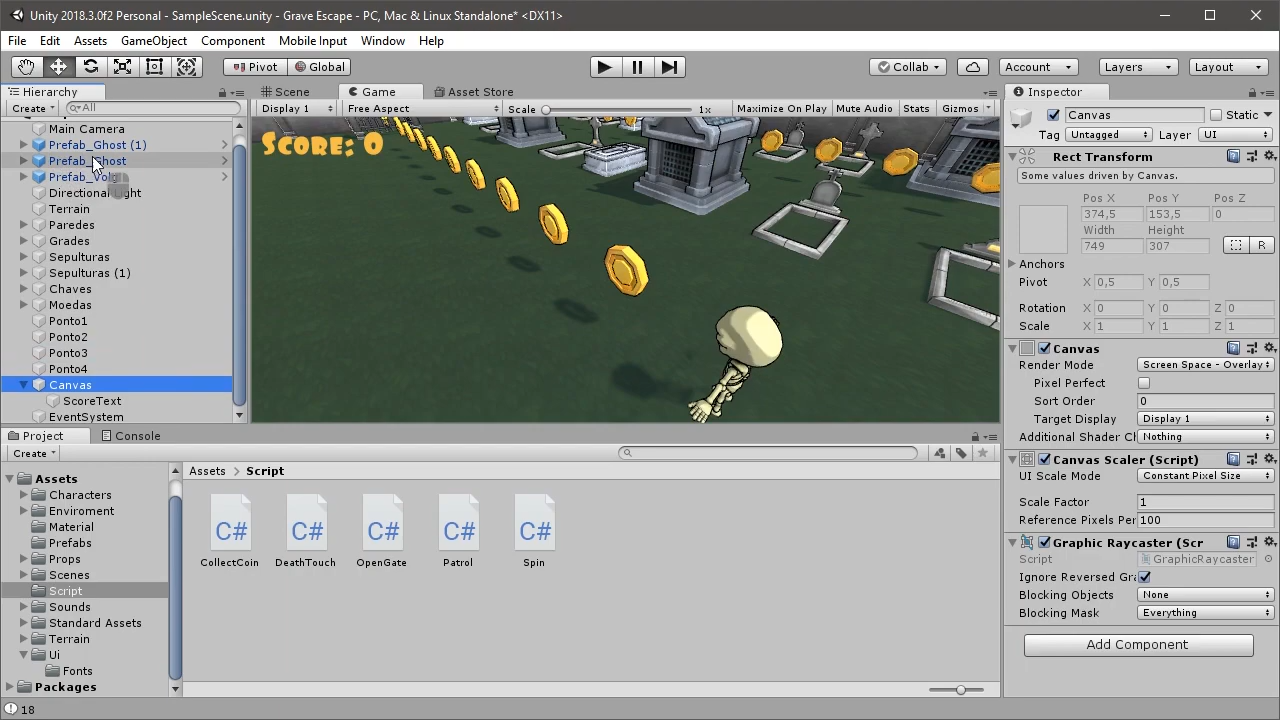 Unity 2018.3.0f2 Personal - SampleScene.unity - Grave Escape - PC, Mac & Linux Standalone* <DX11>
File Edit Assets GameObject Component Mobile Input Window Help
Pivot Global Collab Account Layers Layout
Hierarchy
Create All
Main Camera
Prefab_Ghost (1)
Prefab_Ghost
Directional Light
Terrain
Paredes
Grades
Sepulturas
Sepulturas (1)
Chaves
Moedas
Ponto1
Ponto2
Ponto3
Ponto4
Canvas
ScoreText
EventSystem
Scene Game Asset Store
Display 1 Free Aspect Scale 1x Maximize On Play Mute Audio Stats Gizmos
Score: 0
Inspector
Canvas Static
Tag Untagged Layer UI
Rect Transform
Some values driven by Canvas.
Pos X Pos Y Pos Z
374,5 153,5 0
Width Height
749 307
R
Anchors
Pivot X 0,5 Y 0,5
Rotation X 0 Y 0 Z 0
Scale X 1 Y 1 Z 1
Canvas
Render Mode Screen Space - Overlay
Pixel Perfect
Sort Order 0
Target Display Display 1
Additional Shader Cl Nothing
Canvas Scaler (Script)
UI Scale Mode Constant Pixel Size
Scale Factor 1
Reference Pixels Per 100
Graphic Raycaster (Scr
Script GraphicRaycaster
Ignore Reversed Gra
Blocking Objects None
Blocking Mask Everything
Add Component
Project Console
Create
Assets
Characters
Enviroment
Material
Prefabs
Props
Scenes
Script
Sounds
Standard Assets
Terrain
Ui
Fonts
Packages
Assets > Script
C# C# C# C# C#
CollectCoin DeathTouch OpenGate Patrol Spin
18